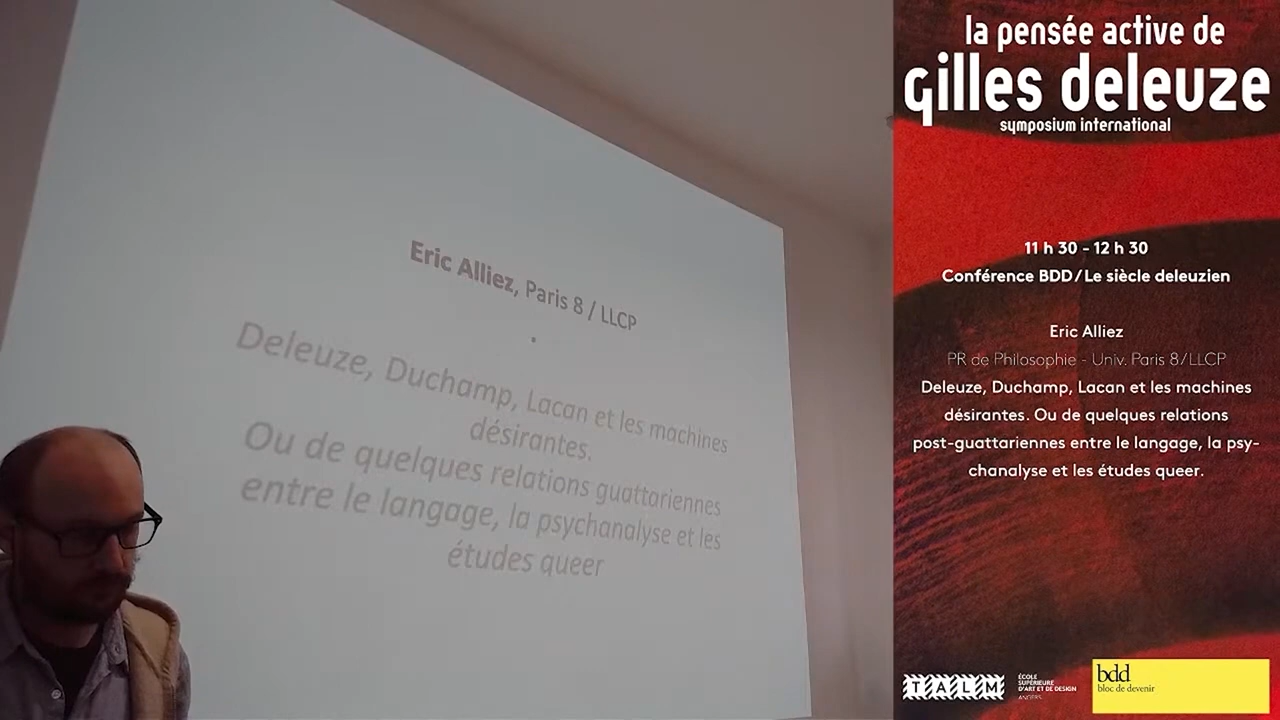 Eric Alliez, Paris 8 / LLCP
.
Deleuze, Duchamp, Lacan et les machines
désirantes.
Ou de quelques relations guattariennes
entre le langage, la psychanalyse et les
études queer
la pensée active de
gilles deleuze
symposium international
11 h 30 - 12 h 30
Conférence BDD / Le siècle deleuzien
Eric Alliez
PR de Philosophie - Univ. Paris 8/LLCP
Deleuze, Duchamp, Lacan et les machines
désirantes. Ou de quelques relations
post-guattariennes entre le langage, la psy-
chanalyse et les études queer.
TALM
ÉCOLE
SUPÉRIEURE
D'ART ET DE DESIGN
ANGERS
bdd
bloc de devenir